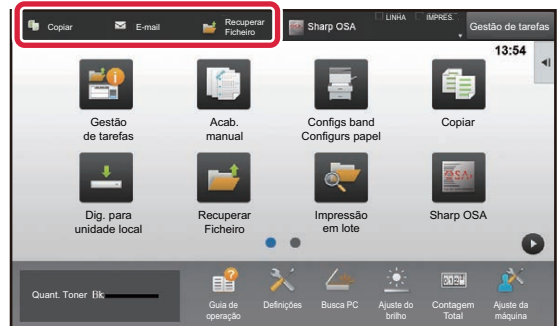 Copiar
E-mail
Recuperar
Ficheiro
Sharp OSA
LINHA
IMPRES.
Gestão de tarefas
13:54
Gestão
de tarefas
Acab.
manual
Configs band
Configurs papel
Copiar
Dig. para
unidade local
Recuperar
Ficheiro
Impressão
em lote
Sharp OSA
Quant. Toner Bk
Guia de
operação
Definições
Busca PC
Ajuste do
brilho
Contagem
Total
Ajuste da
máquina